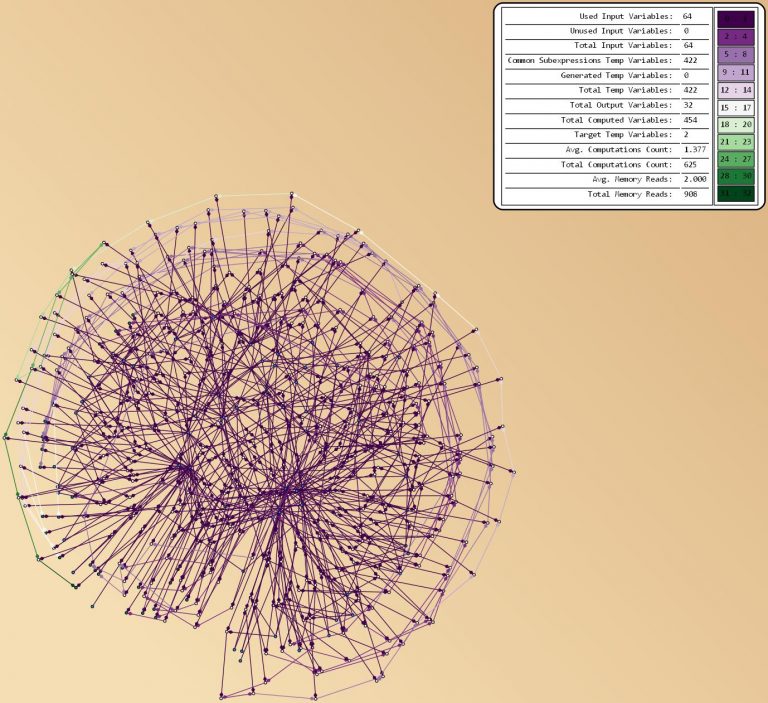 Used Input Variables: 64
Unused Input Variables: 0
Total Input Variables: 64
Common Subexpressions Temp Variables: 422
Generated Temp Variables: 0
Total Temp Variables: 422
Total Output Variables: 32
Total Computed Variables: 454
Target Temp Variables: 2
Avg. Computations Count: 1.377
Total Computations Count: 625
Avg. Memory Reads: 2.000
Total Memory Reads: 908
2 : 4
5 : 8
9 : 11
12 : 14
15 : 17
18 : 20
21 : 23
24 : 27
28 : 30